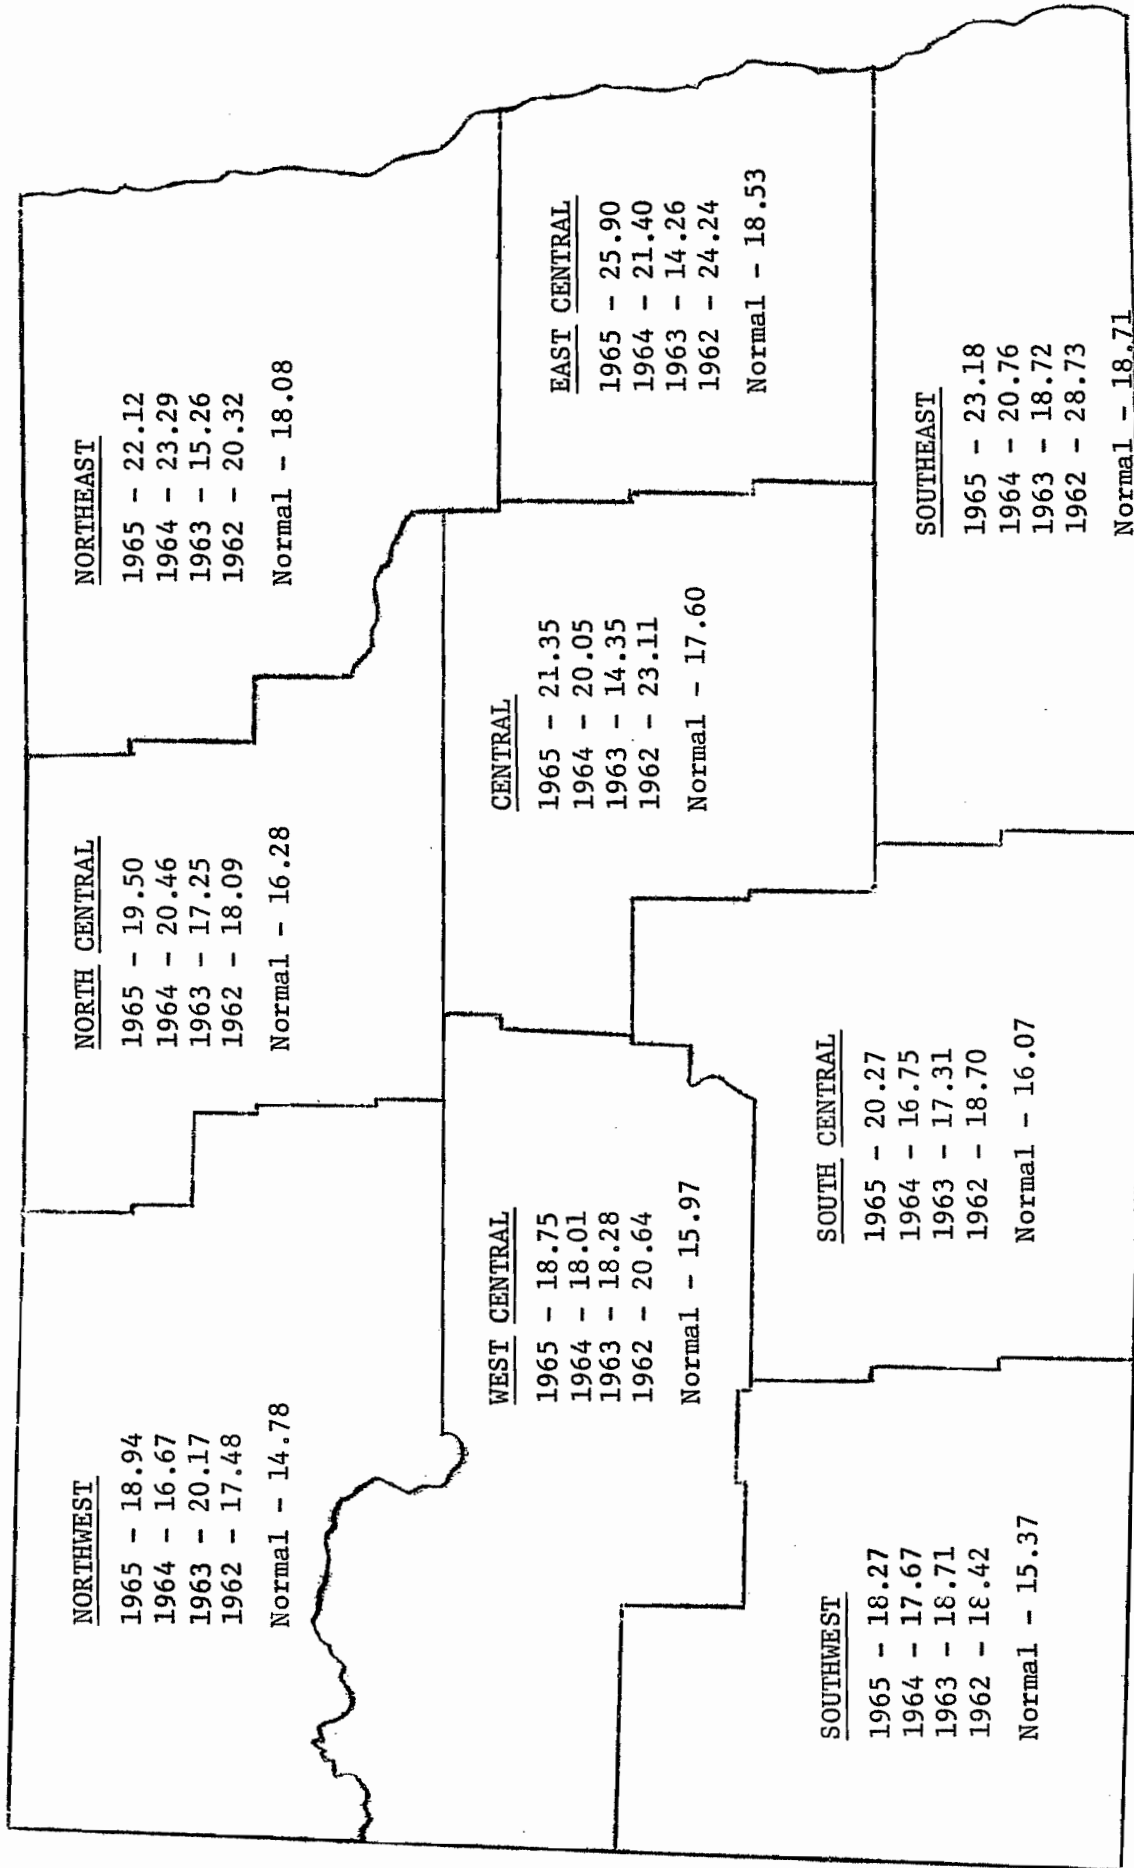 NORTHWEST
1965 - 18.94
1964 - 16.67
1963 - 20.17
1962 - 17.48
Normal - 14.78
NORTH CENTRAL
1965 - 19.50
1964 - 20.46
1963 - 17.25
1962 - 18.09
Normal - 16.28
NORTHEAST
1965 - 22.12
1964 - 23.29
1963 - 15.26
1962 - 20.32
Normal - 18.08
WEST CENTRAL
1965 - 18.75
1964 - 18.01
1963 - 18.28
1962 - 20.64
Normal - 15.97
CENTRAL
1965 - 21.35
1964 - 20.05
1963 - 14.35
1962 - 23.11
Normal - 17.60
EAST CENTRAL
1965 - 25.90
1964 - 21.40
1963 - 14.26
1962 - 24.24
Normal - 18.53
SOUTHWEST
1965 - 18.27
1964 - 17.67
1963 - 18.71
1962 - 18.42
Normal - 15.37
SOUTH CENTRAL
1965 - 20.27
1964 - 16.75
1963 - 17.31
1962 - 18.70
Normal - 16.07
SOUTHEAST
1965 - 23.18
1964 - 20.76
1963 - 18.72
1962 - 28.73
Normal - 18.71